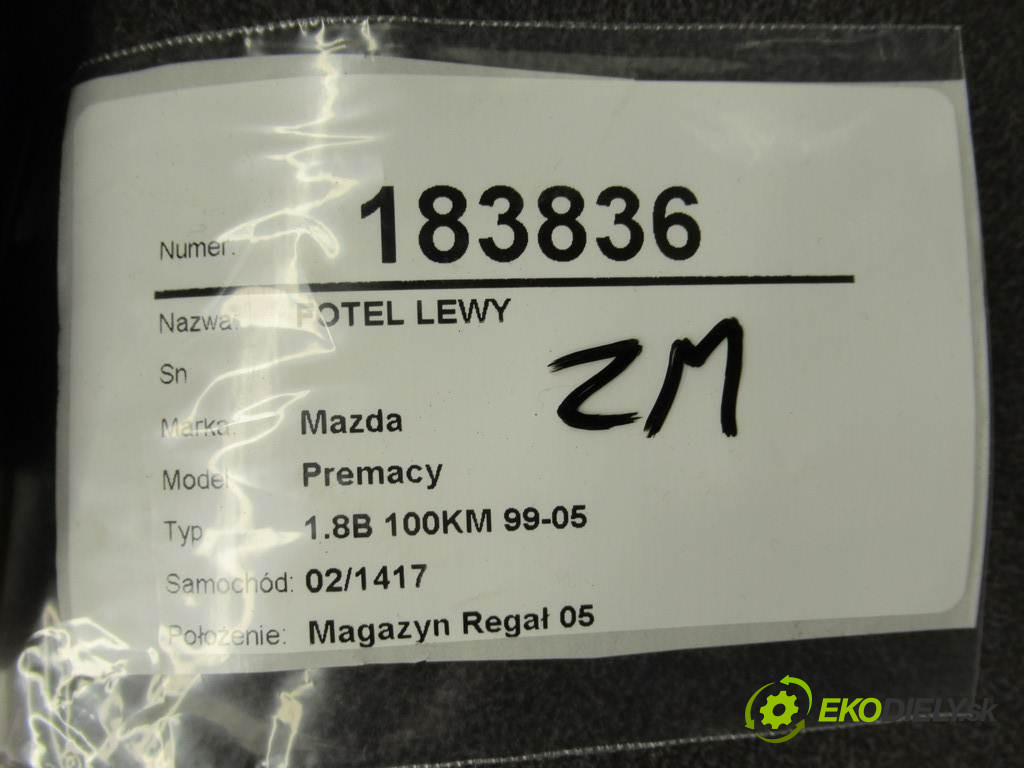 Numer: 183836
Nazwa: FOTEL LEWY
Sn
ZM
Marka: Mazda
Model Premacy
Typ 1.8B 100KM 99-05
Samochód: 02/1417
Położenie: Magazyn Regał 05
EKODIELY.sk